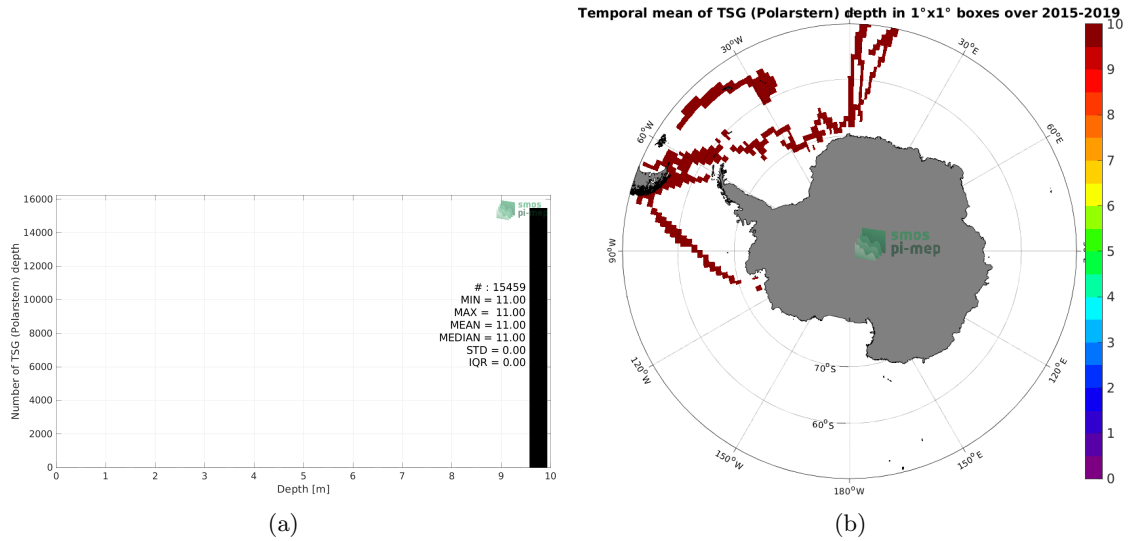 Temporal mean of TSG (Polarstern) depth in 1°x1° boxes over 2015-2019
16000
14000
12000
10000
8000
6000
4000
2000
0
Number of TSG (Polarstern) depth
smos
pi-mep
# : 15459
MIN = 11.00
MAX = 11.00
MEAN = 11.00
MEDIAN = 11.00
STD = 0.00
IQR = 0.00
0 1 2 3 4 5 6 7 8 9 10
Depth [m]
(a)
30°W
30°E
60°W
60°E
90°W
120°W
120°E
150°W
150°E
180°W
70°S
60°S
smos
pi-mep
10
9
8
7
6
5
4
3
2
1
0
(b)